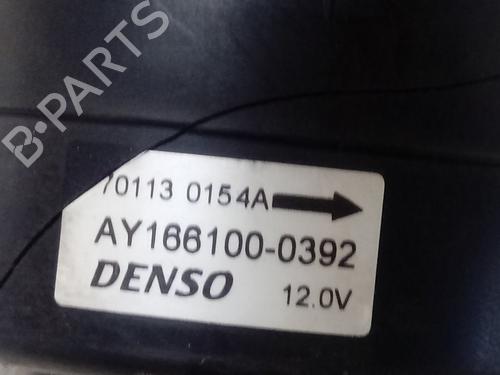 B-PARTS
70113 0154A
AY166100-0392
DENSO 12.0V